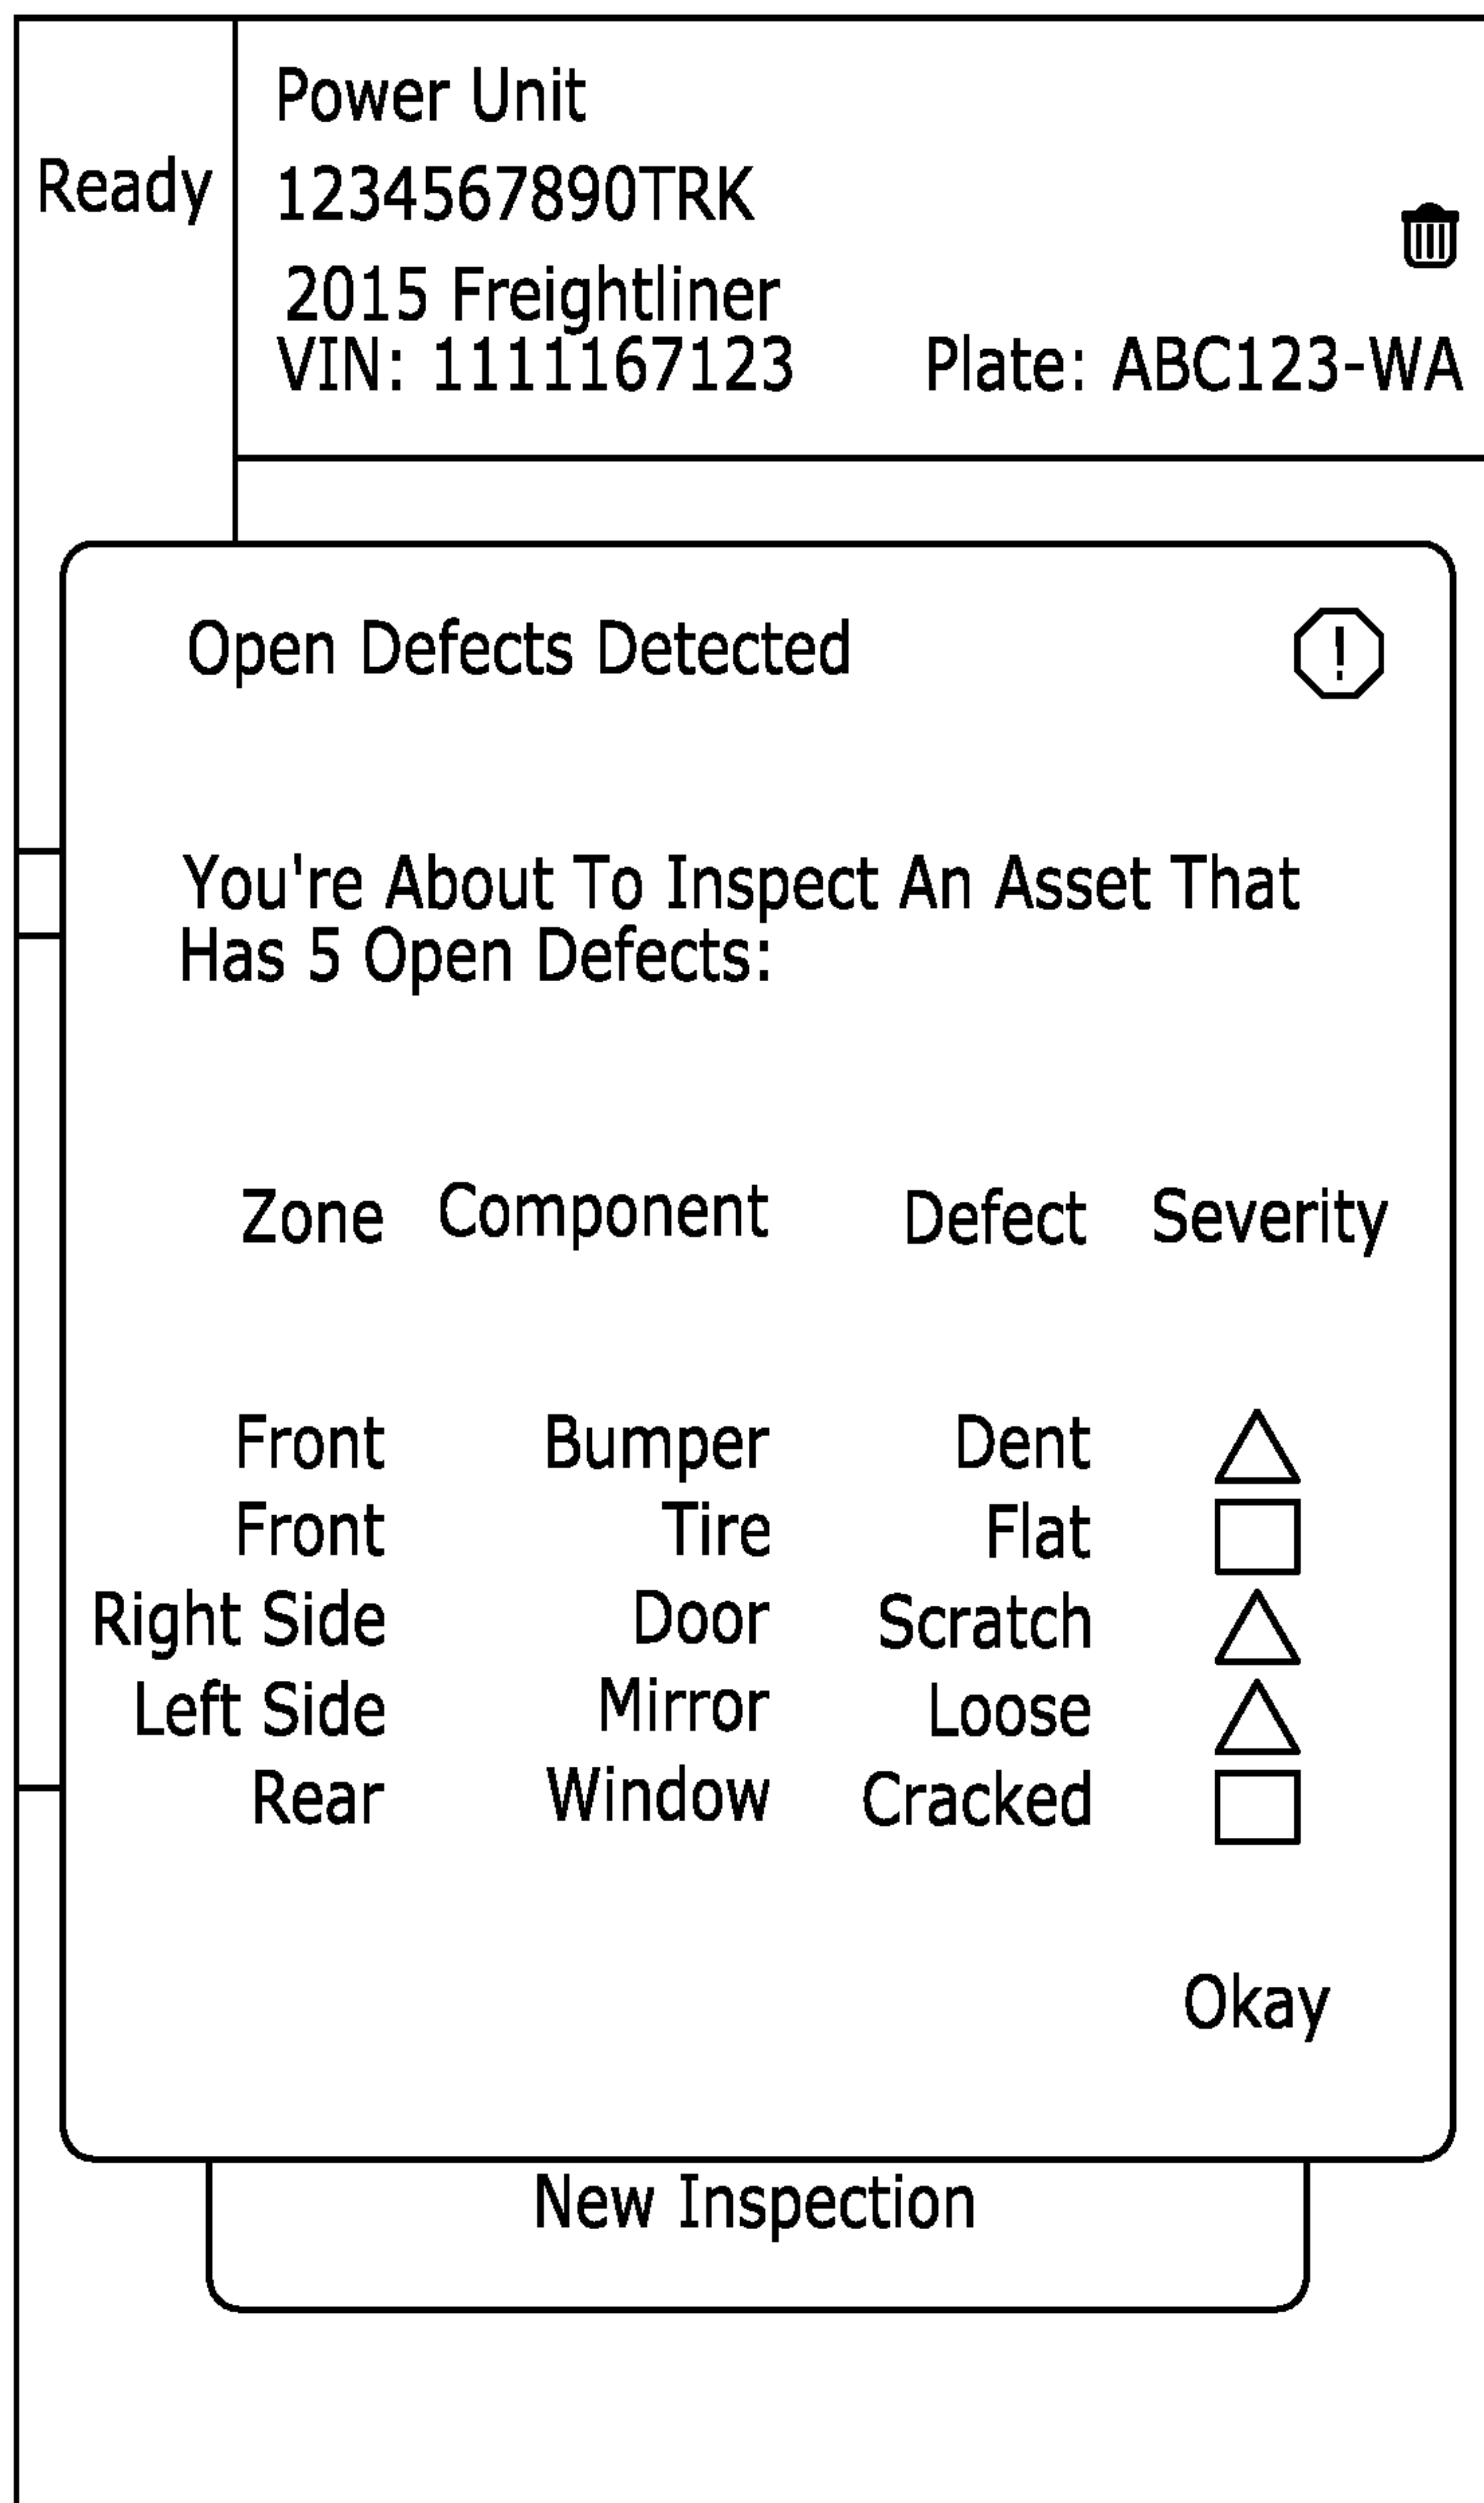 Power Unit
Ready
1234567890TRK
2015 Freightliner
VIN: 1111167123 Plate: ABC123-WA
Open Defects Detected
!
You're About To Inspect An Asset That
Has 5 Open Defects:
Zone Component Defect Severity
Front Bumper Dent
Front Tire Flat
Right Side Door Scratch
Left Side Mirror Loose
Rear Window Cracked
Okay
New Inspection